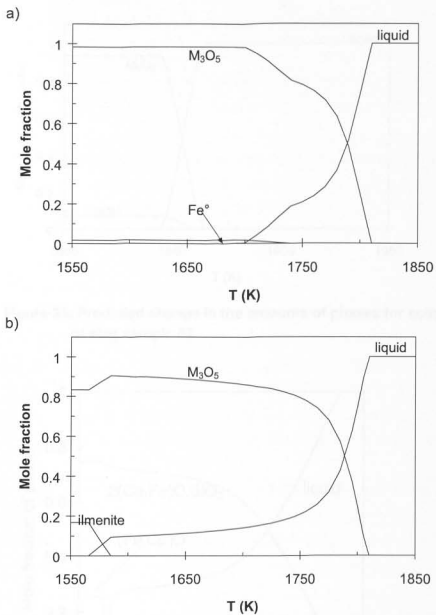 a)
liquid
1
M₃O₅
0.8
0.6
0.4
0.2
Fe°
0
1550
1650
1750
1850
Mole fraction
T (K)
b)
liquid
1
M₃O₅
0.8
0.6
0.4
0.2
ilmenite
0
1550
1650
1750
1850
Mole fraction
T (K)